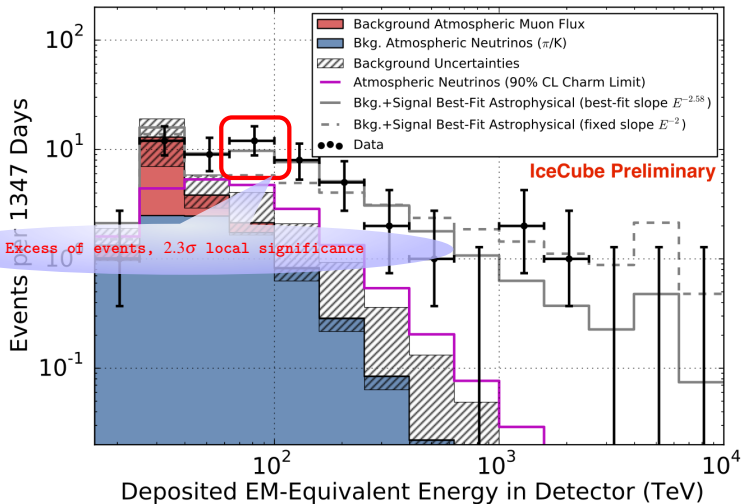 Background Atmospheric Muon Flux
Bkg. Atmospheric Neutrinos (π/K)
Background Uncertainties
Atmospheric Neutrinos (90% CL Charm Limit)
Bkg.+Signal Best-Fit Astrophysical (best-fit slope E^{-2.58})
Bkg.+Signal Best-Fit Astrophysical (fixed slope E^{-2})
Data
IceCube Preliminary
Excess of events, 2.3σ local significance
Events per 1347 Days
10^2
10^1
10^{-1}
10^2
10^3
10^4
Deposited EM-Equivalent Energy in Detector (TeV)